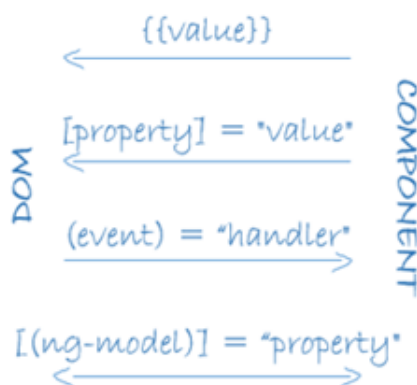 {{value}}
DOM
[property] = "value"
(event) = "handler"
[(ng-model)] = "property"
COMPONENT